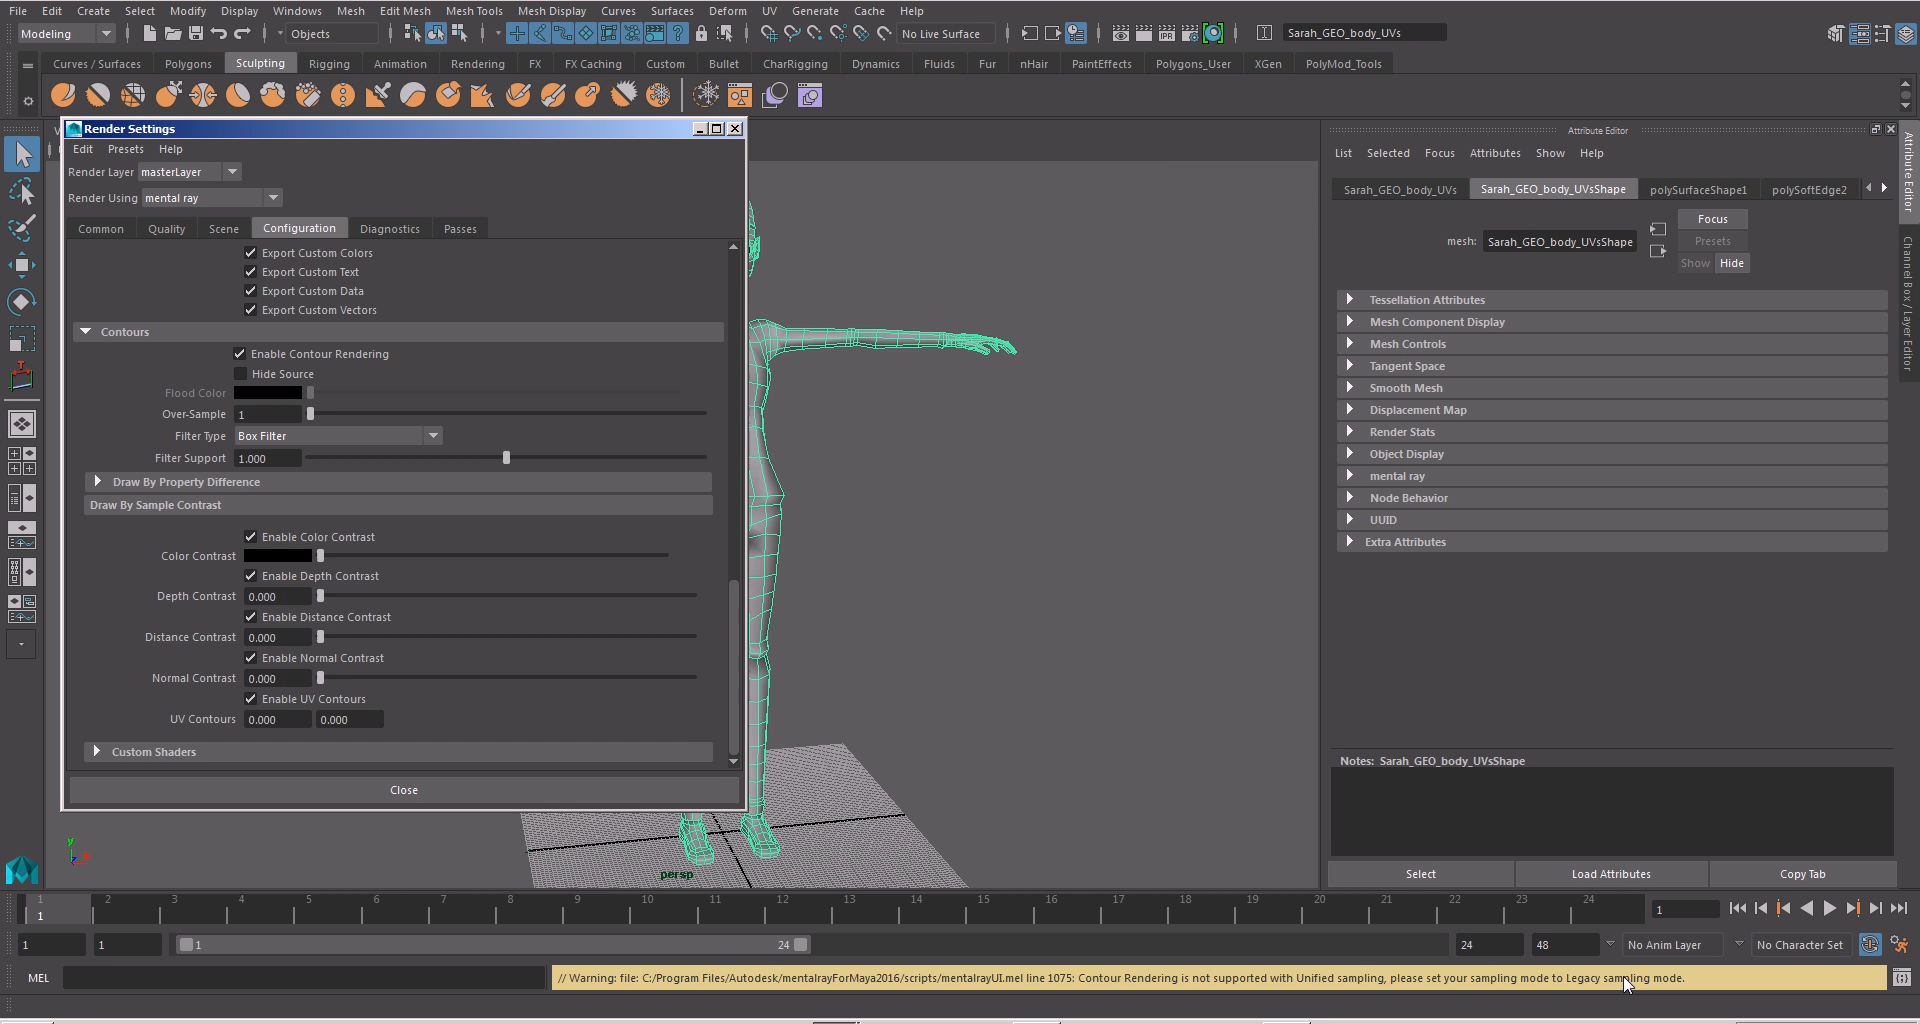 File Edit Create Select Modify Display Windows Mesh Edit Mesh Mesh Tools Mesh Display Curves Surfaces Deform UV Generate Cache Help
Modeling Objects No Live Surface Sarah_GEO_body_UVs
Curves / Surfaces Polygons Sculpting Rigging Animation Rendering FX FX Caching Custom Bullet CharRigging Dynamics Fluids Fur nHair PaintEffects Polygons_User XGen PolyMod_Tools
Render Settings
Edit Presets Help
Render Layer masterLayer
Render Using mental ray
Common Quality Scene Configuration Diagnostics Passes
Export Custom Colors
Export Custom Text
Export Custom Data
Export Custom Vectors
Contours
Enable Contour Rendering
Hide Source
Flood Color
Over-Sample 1
Filter Type Box Filter
Filter Support 1.000
Draw By Property Difference
Draw By Sample Contrast
Enable Color Contrast
Color Contrast
Enable Depth Contrast
Depth Contrast 0.000
Enable Distance Contrast
Distance Contrast 0.000
Enable Normal Contrast
Normal Contrast 0.000
Enable UV Contours
UV Contours 0.000 0.000
Custom Shaders
Close
y
persp
Attribute Editor
List Selected Focus Attributes Show Help
Sarah_GEO_body_UVs Sarah_GEO_body_UVsShape polySurfaceShape1 polySoftEdge2
mesh: Sarah_GEO_body_UVsShape
Focus
Presets
Show Hide
Tessellation Attributes
Mesh Component Display
Mesh Controls
Tangent Space
Smooth Mesh
Displacement Map
Render Stats
Object Display
mental ray
Node Behavior
UUID
Extra Attributes
Notes: Sarah_GEO_body_UVsShape
Select Load Attributes Copy Tab
Attribute Editor
Channel Box / Layer Editor
1 2 3 4 5 6 7 8 9 10 11 12 13 14 15 16 17 18 19 20 21 22 23 24
1 1
1 1 1 24 24 48 No Anim Layer No Character Set
MEL // Warning: file: C:/Program Files/Autodesk/mentalrayForMaya2016/scripts/mentalrayUI.mel line 1075: Contour Rendering is not supported with Unified sampling, please set your sampling mode to Legacy sampling mode.